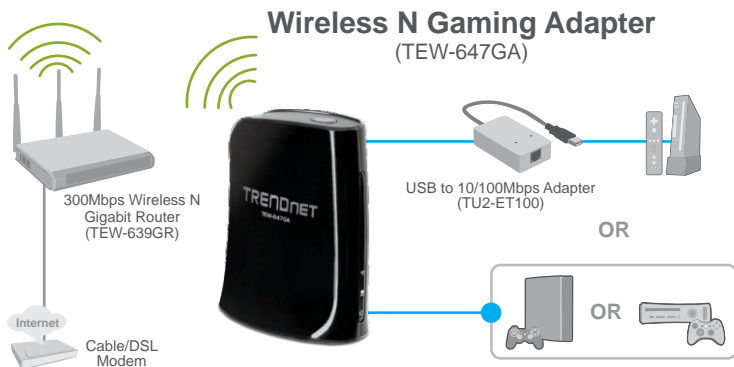 Wireless N Gaming Adapter
(TEW-647GA)
300Mbps Wireless N
Gigabit Router
(TEW-639GR)
TRENDNET
TEW-647GA
USB to 10/100Mbps Adapter
(TU2-ET100)
OR
OR
Internet
Cable/DSL
Modem